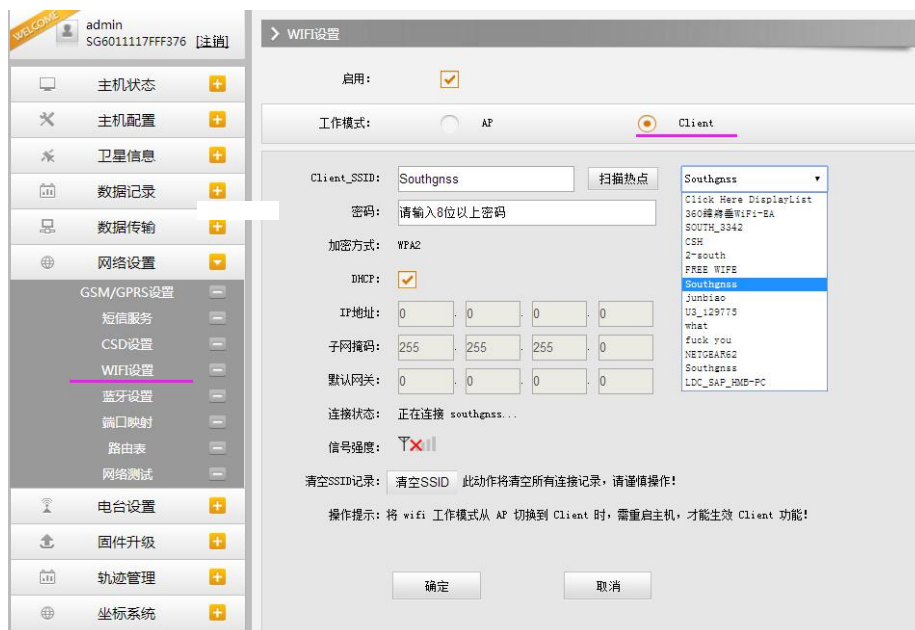 WELCOME
admin
SG6011117FFF376 [注销]
主机状态
主机配置
卫星信息
数据记录
数据传输
网络设置
GSM/GPRS设置
短信服务
CSD设置
WIFI设置
蓝牙设置
端口映射
路由表
网络测试
电台设置
固件升级
轨迹管理
坐标系统
WIFI设置
启用：
工作模式： AP Client
Client_SSID： Southgnss 扫描热点 Southgnss
密码： 请输入8位以上密码
加密方式： WPA2
DHCP：
IP地址： 0 . 0 . 0 . 0
子网掩码： 255 . 255 . 255 . 0
默认网关： 0 . 0 . 0 . 0
连接状态： 正在连接 southgnss...
信号强度：
清空SSID记录： 清空SSID 此动作将清空所有连接记录，请谨值操作！
操作提示：将 wifi 工作模式从 AP 切换到 Client 时，需重启主机，才能生效 Client 功能！
确定 取消
Click Here DisplayList
WiFi-EA
SOUTH_3342
CSH
2-south
FREE WIFE
Southgnss
junbiao
U3_129775
what
fuck you
NETGEAR62
Southgnss
LDC_SAP_HMB-PC